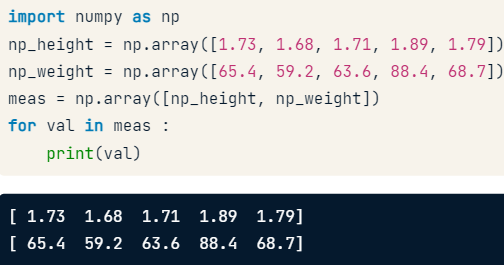 import numpy as np
np_height = np.array([1.73, 1.68, 1.71, 1.89, 1.79])
np_weight = np.array([65.4, 59.2, 63.6, 88.4, 68.7])
meas = np.array([np_height, np_weight])
for val in meas :
    print(val)
[ 1.73  1.68  1.71  1.89  1.79]
[ 65.4  59.2  63.6  88.4  68.7]